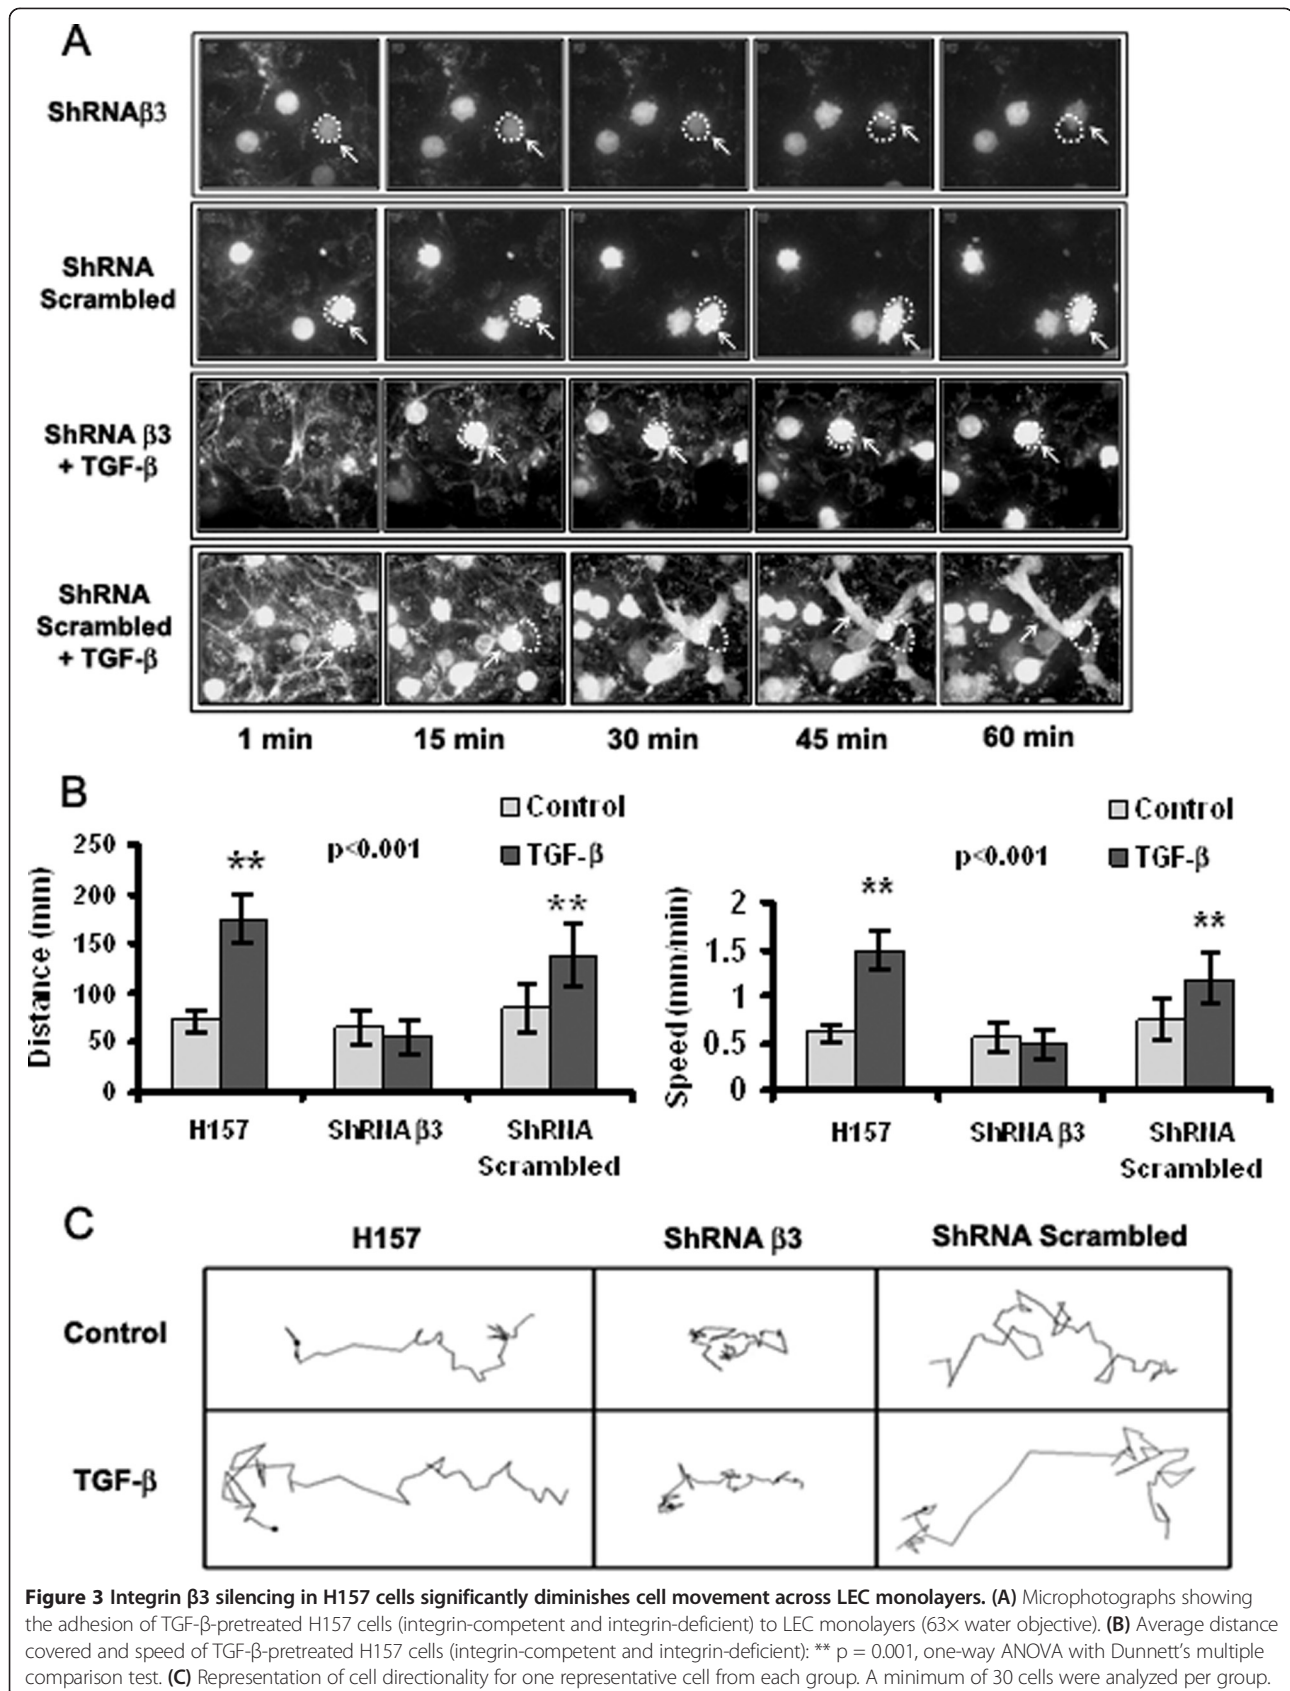 A
ShRNAβ3
ShRNA
Scrambled
ShRNA β3
+ TGF-β
ShRNA
Scrambled
+ TGF-β
1 min 15 min 30 min 45 min 60 min
B
Control
TGF-β
p<0.001
** **
250
200
150
100
50
0
Distance (mm)
H157 ShRNAβ3 ShRNA
Scrambled
Control
TGF-β
p<0.001
** **
2
1.5
1
0.5
0
Speed (mm/min)
H157 ShRNAβ3 ShRNA
Scrambled
C
H157 ShRNA β3 ShRNA Scrambled
Control
TGF-β
Figure 3 Integrin β3 silencing in H157 cells significantly diminishes cell movement across LEC monolayers. (A) Microphotographs showing
the adhesion of TGF-β-pretreated H157 cells (integrin-competent and integrin-deficient) to LEC monolayers (63× water objective). (B) Average distance
covered and speed of TGF-β-pretreated H157 cells (integrin-competent and integrin-deficient): ** p = 0.001, one-way ANOVA with Dunnett's multiple
comparison test. (C) Representation of cell directionality for one representative cell from each group. A minimum of 30 cells were analyzed per group.